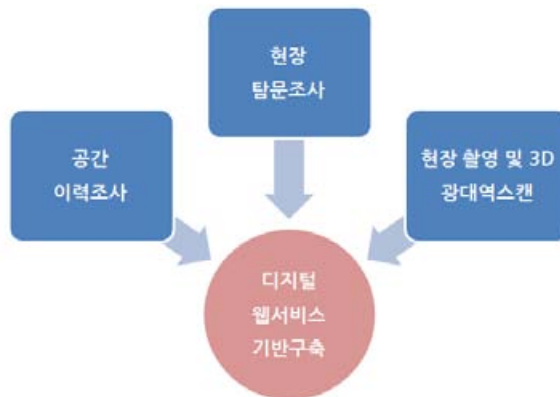 현장
탐문조사
공간
이력조사
현장 촬영 및 3D
광대역스캔
디지털
웹서비스
기반구축